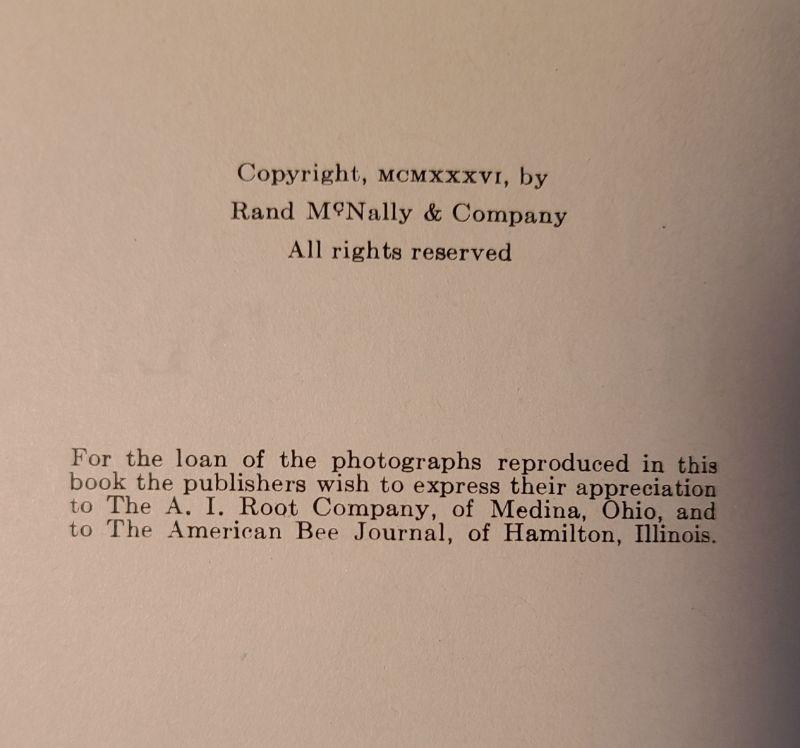 Copyright, MCMXXXVI, by
Rand MᶜNally & Company
All rights reserved
For the loan of the photographs reproduced in this
book the publishers wish to express their appreciation
to The A. I. Root Company, of Medina, Ohio, and
to The American Bee Journal, of Hamilton, Illinois.